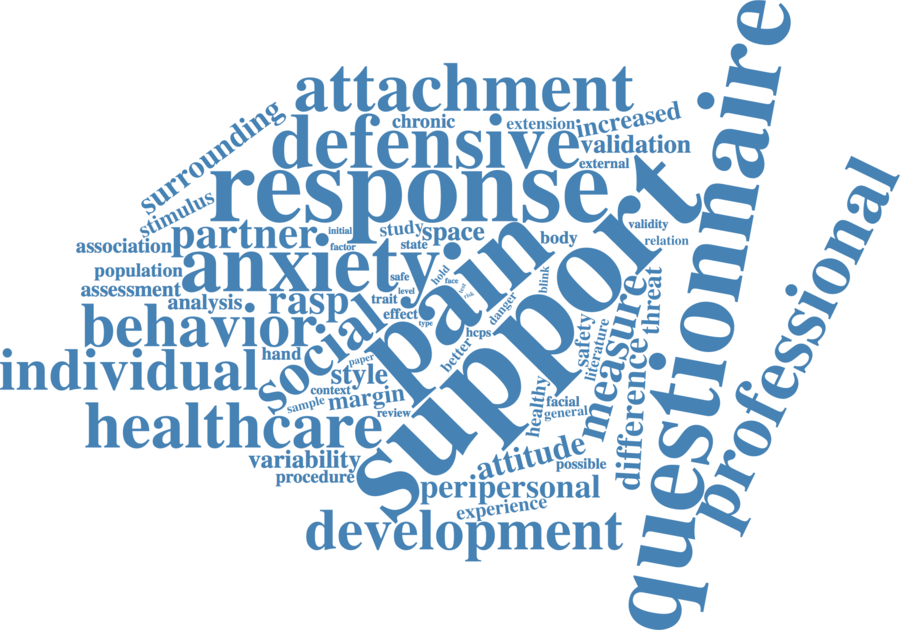 attachment
surrounding
chronic
extension
increased
defensive
validation
external
response
stimulus
partner
initial
study
space
body
validity
association
factor
state
relation
support
questionnaire
professional
pain
anxiety
population
safe
hold
face
blink
assessment
level
analysis
rasp
trait
danger
threat
effect
type
behavior
social
hcps
safety
measure
better
literature
individual
hand
paper
style
difference
context
margin
healthy
facial
sample
review
general
healthcare
variability
attitude
possible
procedure
peripersonal
experience
development